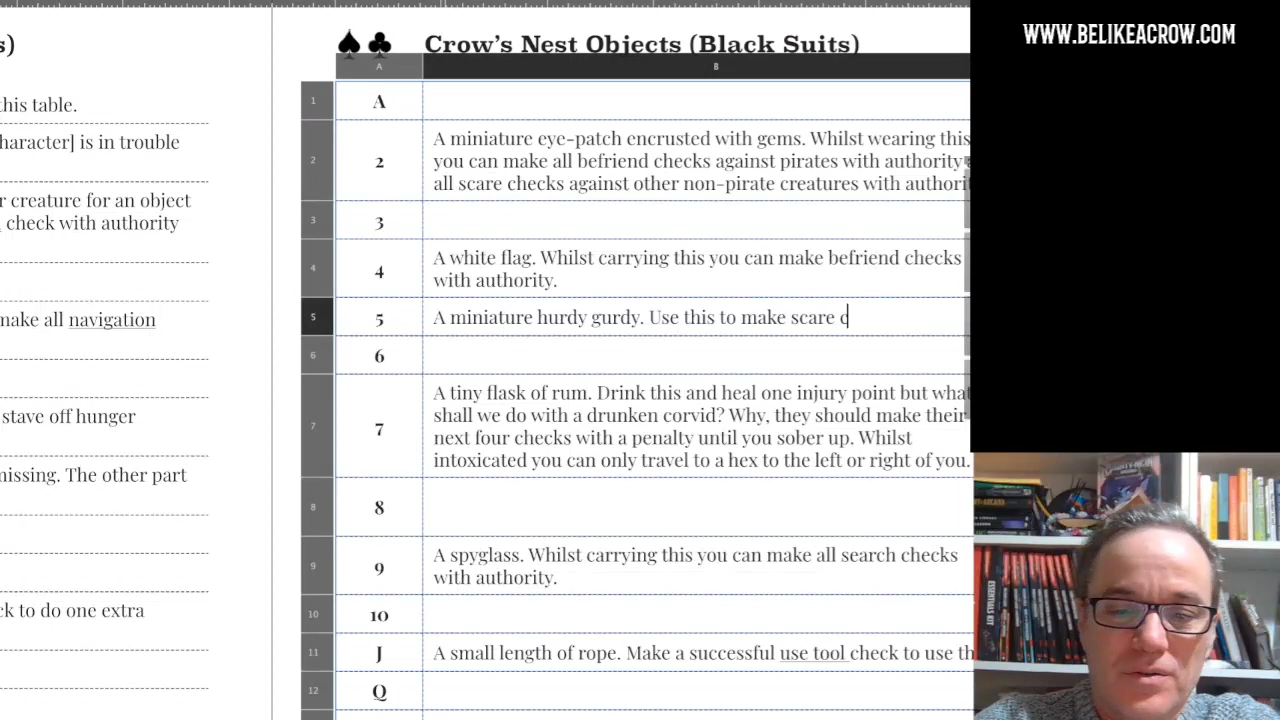 WWW.BELIKEACROW.COM
s)
Crow's Nest Objects (Black Suits)
A
B
1
A
this table.
haracter] is in trouble
2
2
A miniature eye-patch encrusted with gems. Whilst wearing this
you can make all befriend checks against pirates with authority
all scare checks against other non-pirate creatures with authorit
r creature for an object
check with authority
3
3
4
4
A white flag. Whilst carrying this you can make befriend checks
with authority.
make all navigation
5
5
A miniature hurdy gurdy. Use this to make scare c
6
6
stave off hunger
7
7
A tiny flask of rum. Drink this and heal one injury point but what
shall we do with a drunken corvid? Why, they should make their
next four checks with a penalty until you sober up. Whilst
intoxicated you can only travel to a hex to the left or right of you.
missing. The other part
8
8
9
9
A spyglass. Whilst carrying this you can make all search checks
with authority.
ck to do one extra
10
10
11
J
A small length of rope. Make a successful use tool check to use th
12
Q
ESSENTIALS KIT